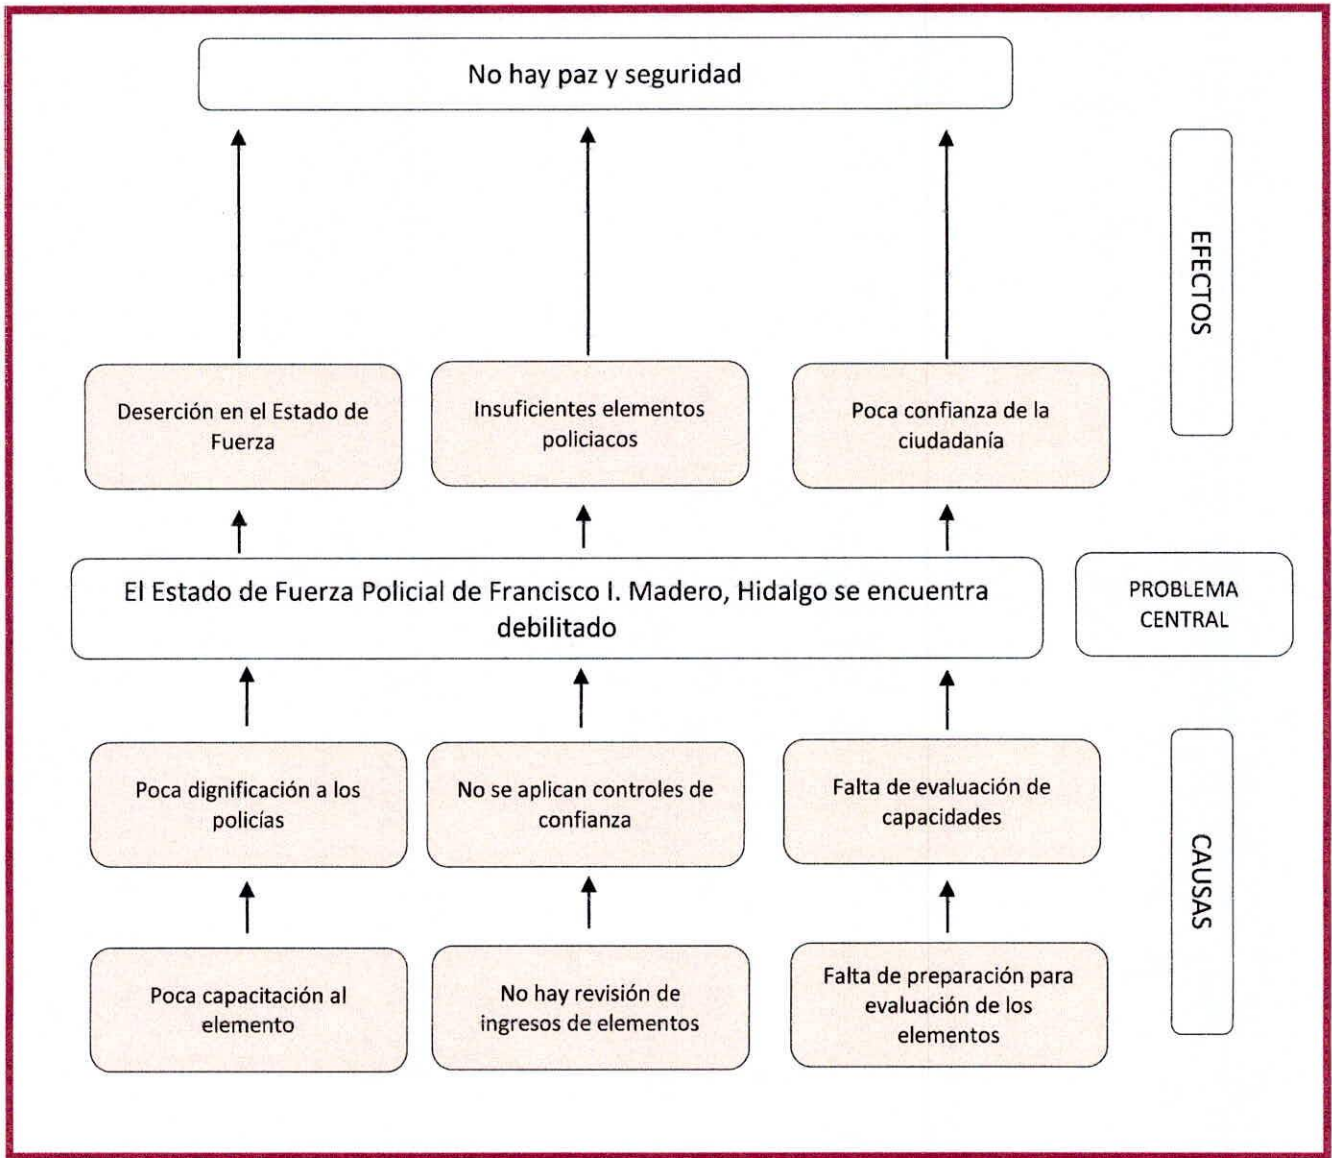 No hay paz y seguridad
EFECTOS
Deserción en el Estado de
Fuerza
Insuficientes elementos
policiacos
Poca confianza de la
ciudadanía
El Estado de Fuerza Policial de Francisco I. Madero, Hidalgo se encuentra
debilitado
PROBLEMA
CENTRAL
Poca dignificación a los
policías
No se aplican controles de
confianza
Falta de evaluación de
capacidades
CAUSAS
Poca capacitación al
elemento
No hay revisión de
ingresos de elementos
Falta de preparación para
evaluación de los
elementos